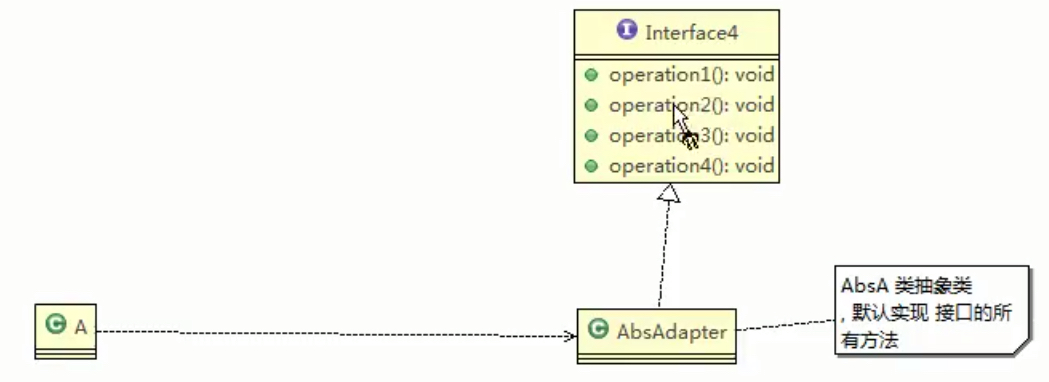 Interface4
operation1(): void
operation2(): void
operation3(): void
operation4(): void
A
AbsAdapter
AbsA 类抽象类
, 默认实现 接口的所
有方法